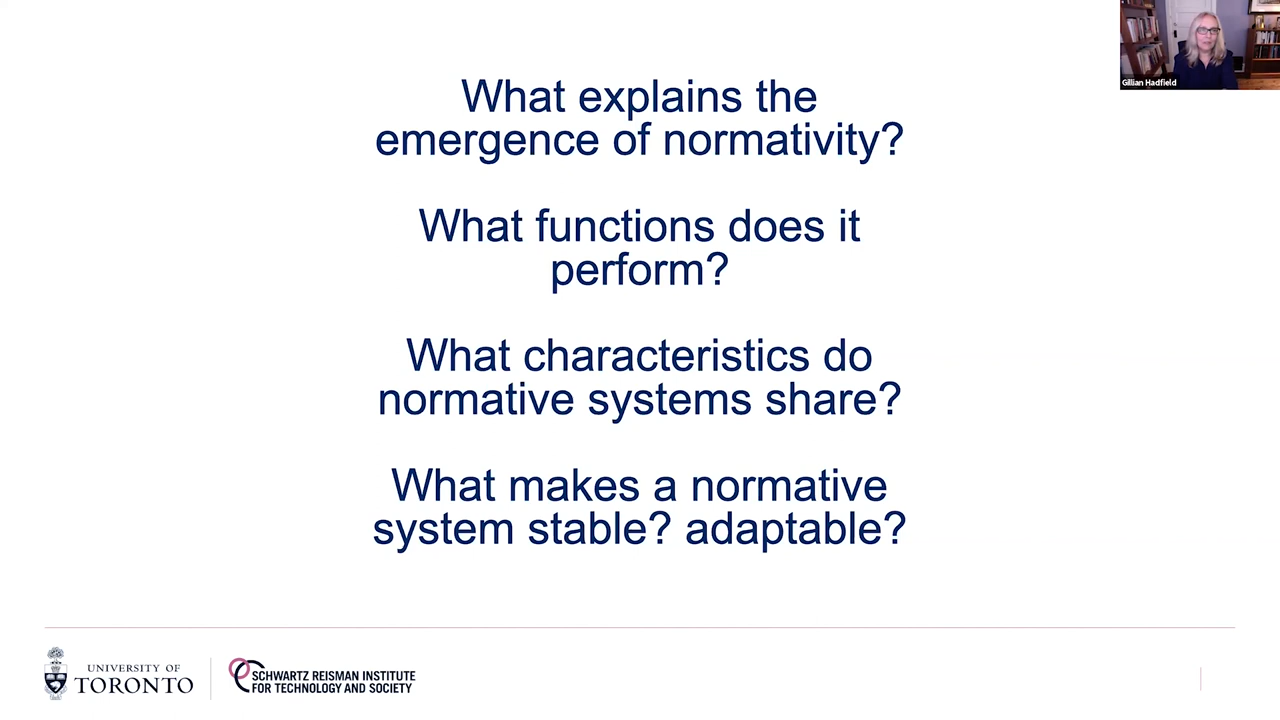 Gillian Hadfield
What explains the
emergence of normativity?
What functions does it
perform?
What characteristics do
normative systems share?
What makes a normative
system stable? adaptable?
UNIVERSITY OF
TORONTO
SCHWARTZ REISMAN INSTITUTE
FOR TECHNOLOGY AND SOCIETY